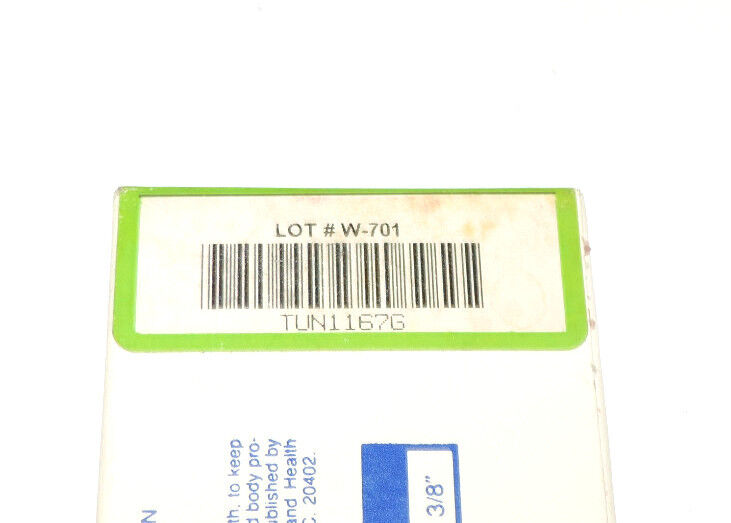 LOT # W-701
TUN1167G
N
th, to keep
d body pro-
ublished by
and Health
C. 20402.
3/8"